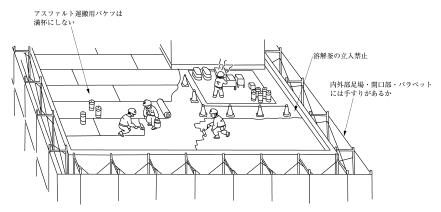 アスファルト運搬用バケツは
満杯にしない
溶解釜の立入禁止
内外部足場・開口部・パラペット
には手すりがあるか